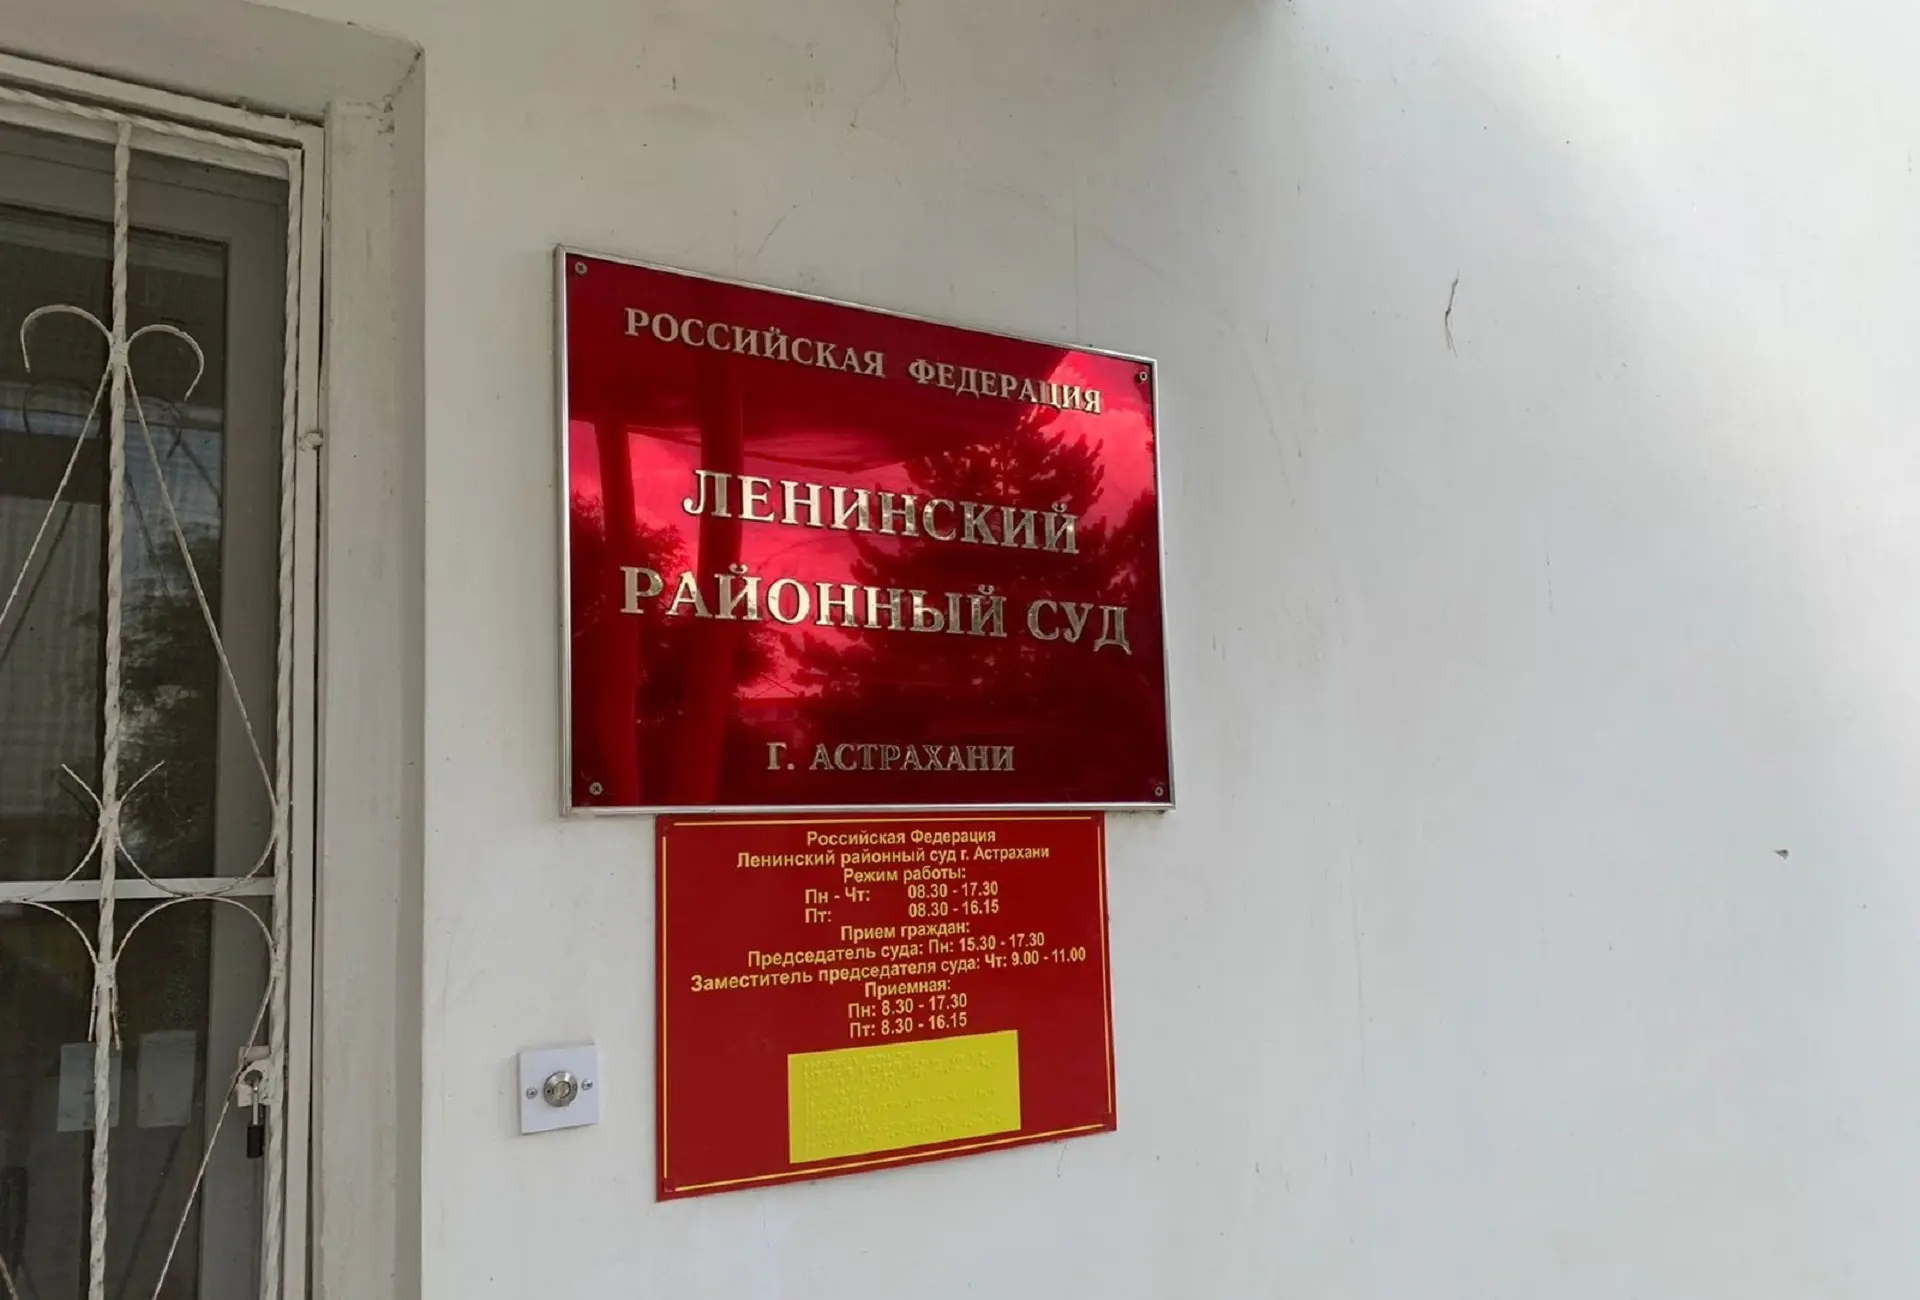 РОССИЙСКАЯ ФЕДЕРАЦИЯ
ЛЕНИНСКИЙ
РАЙОННЫЙ СУД
Г. АСТРАХАНИ
Российская Федерация
Ленинский районный суд г. Астрахани
Режим работы:
Пн - Чт: 08.30 - 17.30
Пт: 08.30 - 16.15
Прием граждан:
Председатель суда: Пн: 15.30 - 17.30
Заместитель председателя суда: Чт: 9.00 - 11.00
Приемная:
Пн: 8.30 - 17.30
Пт: 8.30 - 16.15